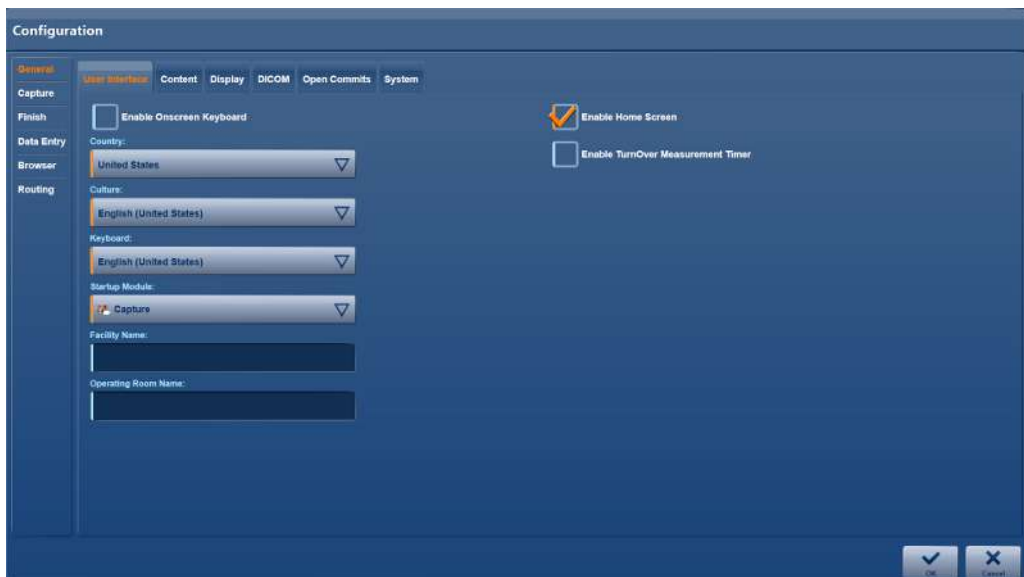 Configuration
General
Capture
Finish
Data Entry
Browser
Routing
User Interface
Content
Display
DICOM
Open Commits
System
Enable Onscreen Keyboard
Country:
United States
Culture:
English (United States)
Keyboard:
English (United States)
Startup Module:
Capture
Facility Name:
Operating Room Name:
Enable Home Screen
Enable TurnOver Measurement Timer
OK
Cancel